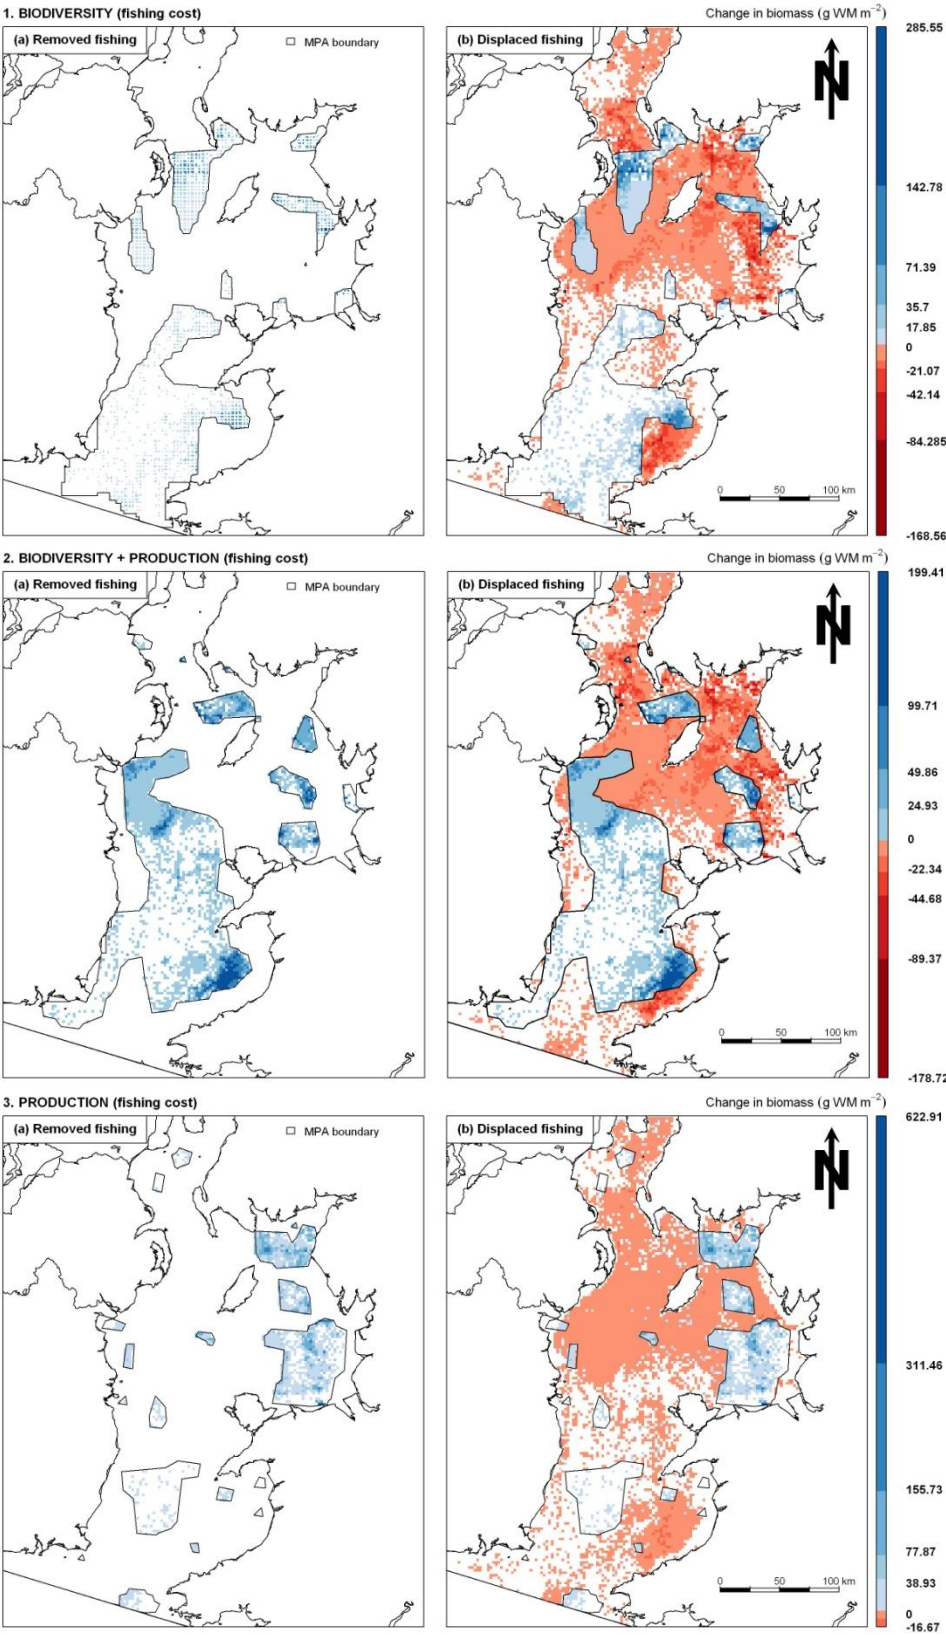 1. BIODIVERSITY (fishing cost)
Change in biomass (g WM m⁻²)
(a) Removed fishing
MPA boundary
(b) Displaced fishing
N
285.55
142.78
71.39
35.7
17.85
0
-21.07
-42.14
-84.285
-168.56
0 50 100 km
2. BIODIVERSITY + PRODUCTION (fishing cost)
Change in biomass (g WM m⁻²)
(a) Removed fishing
MPA boundary
(b) Displaced fishing
N
199.41
99.71
49.86
24.93
0
-22.34
-44.68
-89.37
-178.72
0 50 100 km
3. PRODUCTION (fishing cost)
Change in biomass (g WM m⁻²)
(a) Removed fishing
MPA boundary
(b) Displaced fishing
N
622.91
311.46
155.73
77.87
38.93
0
-16.67
0 50 100 km